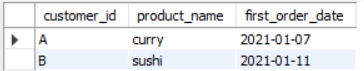 customer_id product_name first_order_date
A curry 2021-01-07
B sushi 2021-01-11